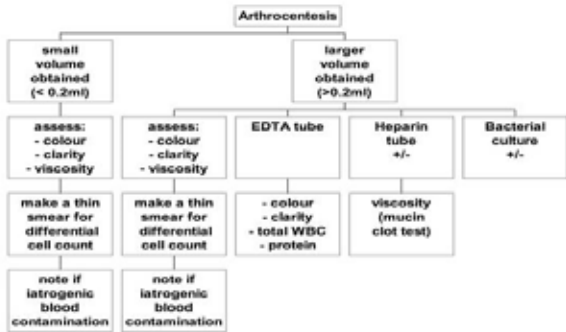 Arthrocentesis
small
volume
obtained
(< 0.2ml)
larger
volume
obtained
(>0.2ml)
assess:
- colour
- clarity
- viscosity
assess:
- colour
- clarity
- viscosity
EDTA tube
Heparin
tube
+/-
Bacterial
culture
+/-
make a thin
smear for
differential
cell count
make a thin
smear for
differential
cell count
- colour
- clarity
- total WBC
- protein
viscosity
(mucin
clot test)
note if
iatrogenic
blood
contamination
note if
iatrogenic
blood
contamination